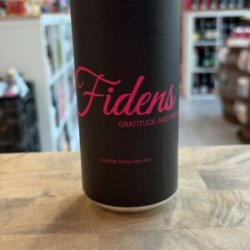 Fidens
GRATITUDE AND
Double India Pale Ale